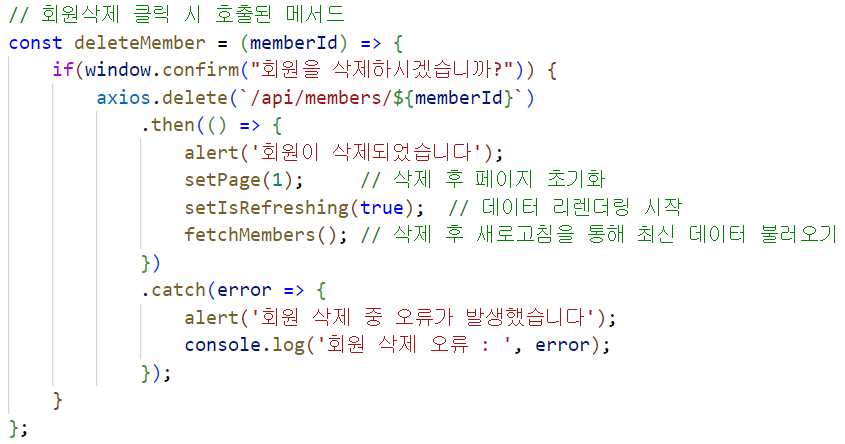 // 회원삭제 클릭 시 호출된 메서드
const deleteMember = (memberId) => {
    if(window.confirm("회원을 삭제하시겠습니까?")) {
        axios.delete(`/api/members/${memberId}`)
            .then(() => {
                alert('회원이 삭제되었습니다');
                setPage(1);     // 삭제 후 페이지 초기화
                setIsRefreshing(true);  // 데이터 리렌더링 시작
                fetchMembers(); // 삭제 후 새로고침을 통해 최신 데이터 불러오기
            })
            .catch(error => {
                alert('회원 삭제 중 오류가 발생했습니다');
                console.log('회원 삭제 오류 : ', error);
            });
    }
};